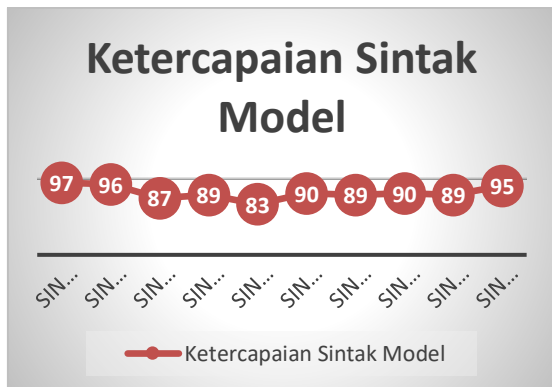 Ketercapaian Sintak
Model
97 96 87 89 83 90 89 90 89 95
SIN... SIN... SIN... SIN... SIN... SIN... SIN... SIN... SIN... SIN...
Ketercapaian Sintak Model